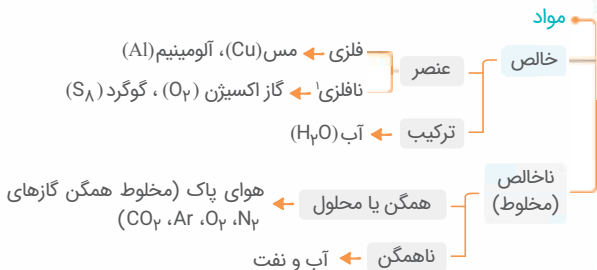 مواد
خالص
عنصر
فلزی
مس(Cu)، آلومینیم(Al)
نافلزی۱
گاز اکسیژن (O۲) ، گوگرد(S۸)
ترکیب
آب(H۲O)
ناخالص
(مخلوط)
همگن یا محلول
هوای پاک (مخلوط همگن گازهای
N۲، O۲، Ar، CO۲)
ناهمگن
آب و نفت